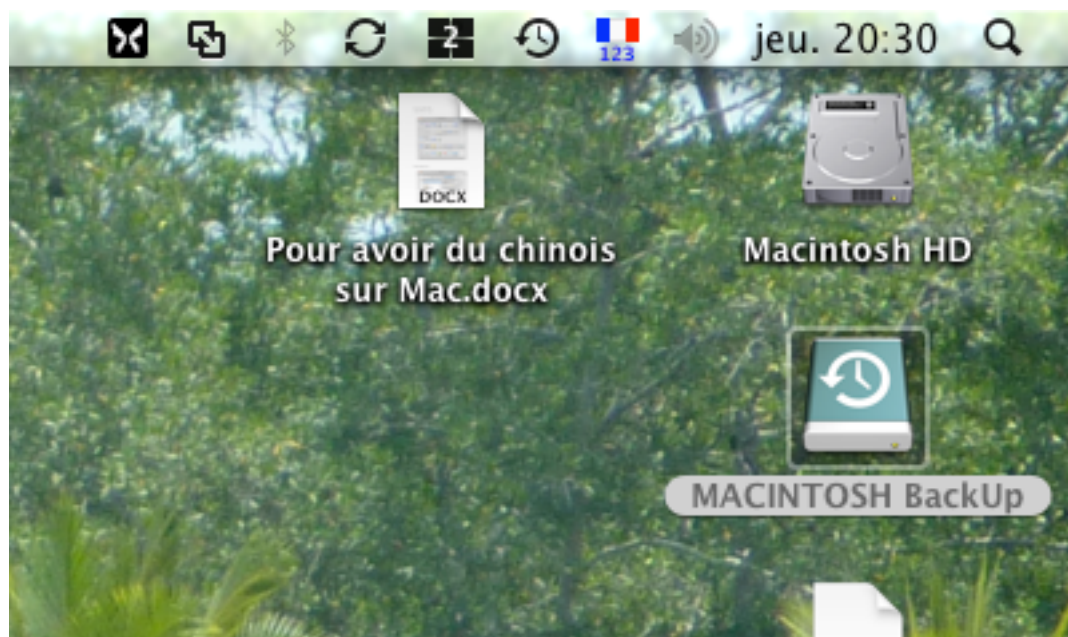 2
123
jeu. 20:30
DOCX
Pour avoir du chinois
sur Mac.docx
Macintosh HD
MACINTOSH BackUp